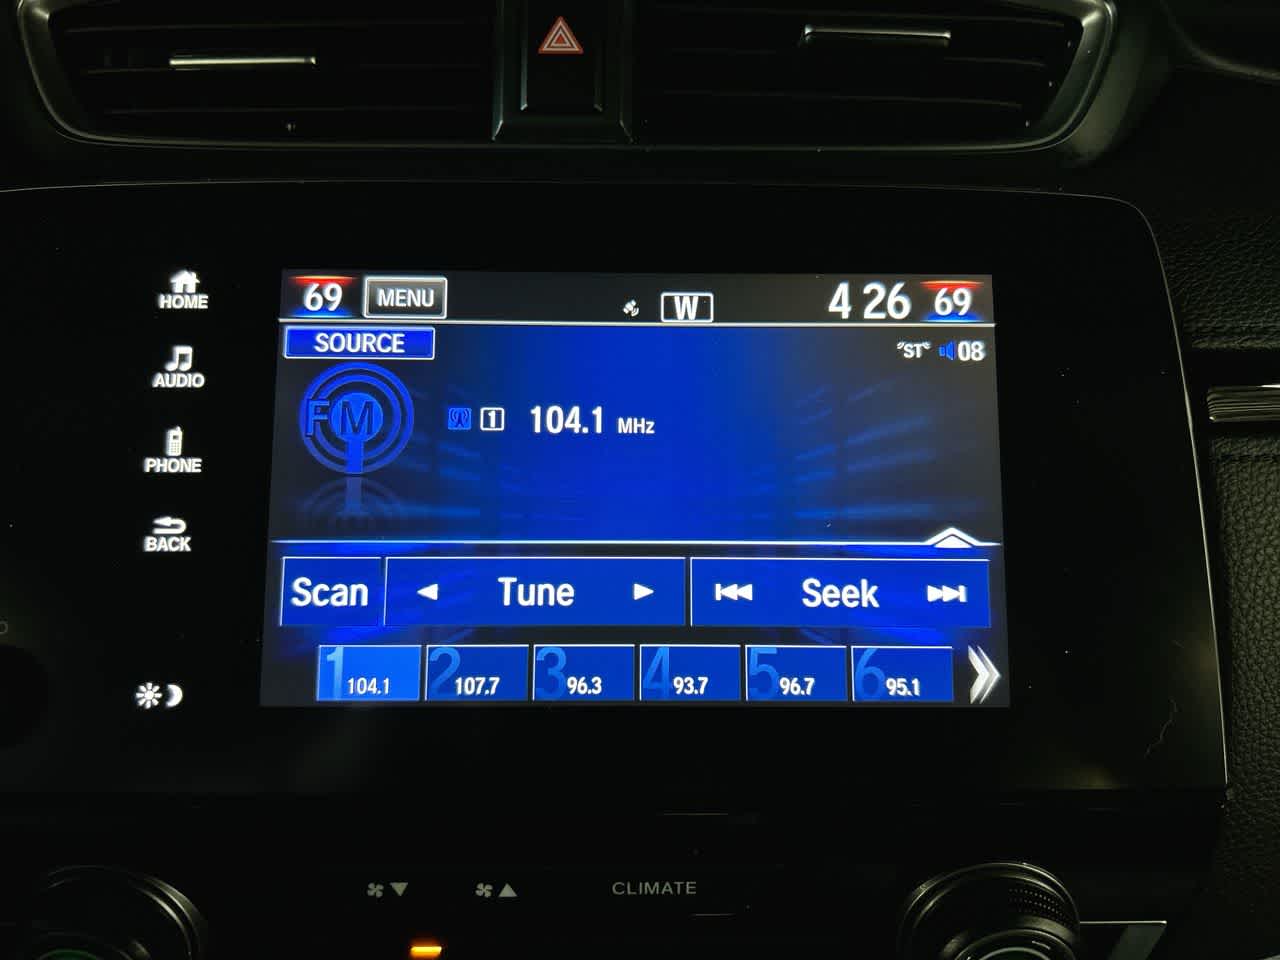 HOME
AUDIO
PHONE
BACK
69 MENU W 4 26 69
SOURCE
"ST" 08
FM 1 104.1 MHz
Scan Tune Seek
1 104.1 2 107.7 3 96.3 4 93.7 5 96.7 6 95.1
CLIMATE